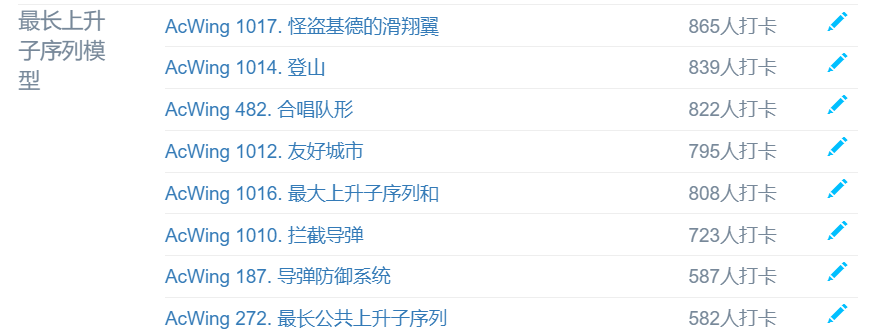 最长上升
子序列模
型
AcWing 1017. 怪盗基德的滑翔翼 865人打卡
AcWing 1014. 登山 839人打卡
AcWing 482. 合唱队形 822人打卡
AcWing 1012. 友好城市 795人打卡
AcWing 1016. 最大上升子序列和 808人打卡
AcWing 1010. 拦截导弹 723人打卡
AcWing 187. 导弹防御系统 587人打卡
AcWing 272. 最长公共上升子序列 582人打卡